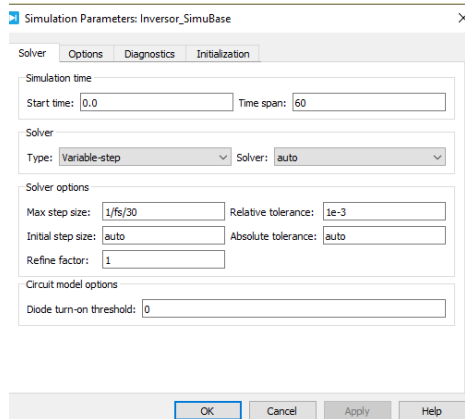 Simulation Parameters: Inversor_SimuBase
Solver Options Diagnostics Initialization
Simulation time
Start time: 0.0 Time span: 60
Solver
Type: Variable-step Solver: auto
Solver options
Max step size: 1/fs/30 Relative tolerance: 1e-3
Initial step size: auto Absolute tolerance: auto
Refine factor: 1
Circuit model options
Diode turn-on threshold: 0
OK Cancel Apply Help